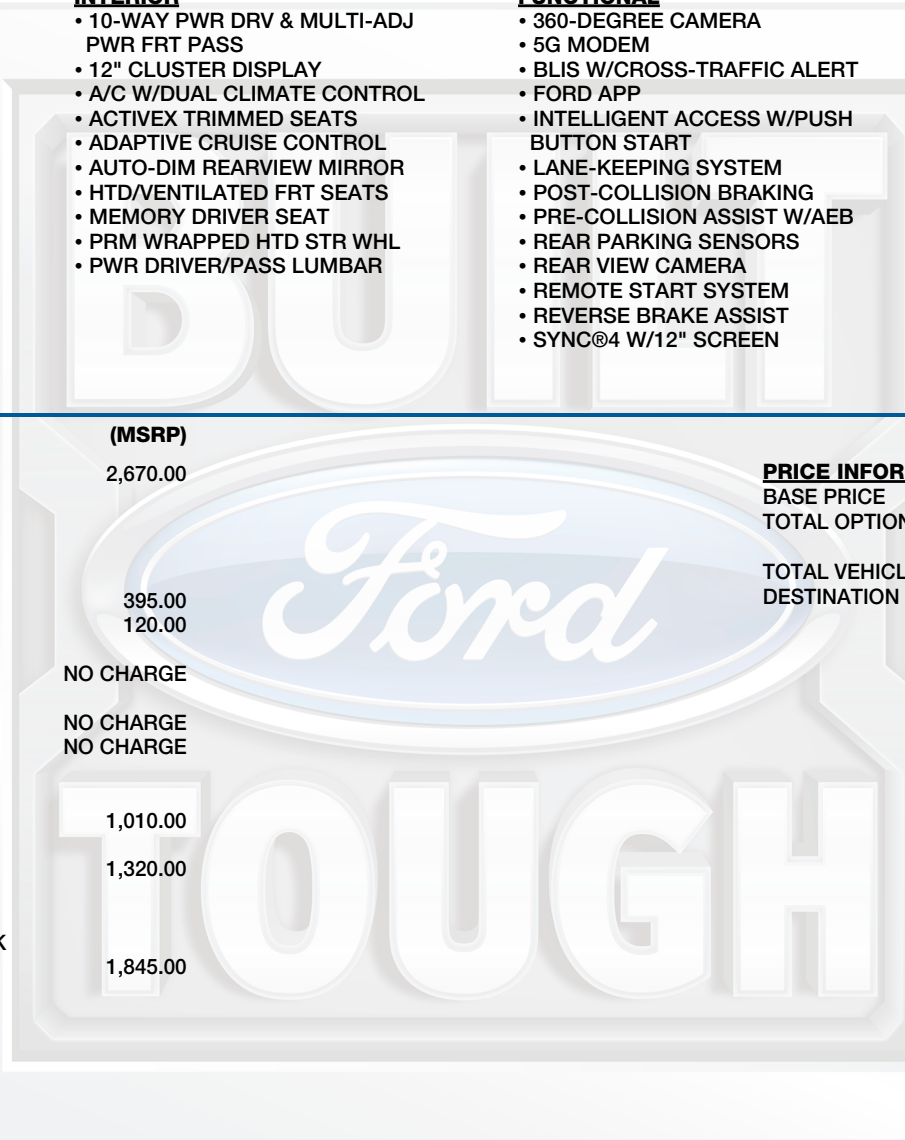 INTERIOR
• 10-WAY PWR DRV & MULTI-ADJ
PWR FRT PASS
• 12" CLUSTER DISPLAY
• A/C W/DUAL CLIMATE CONTROL
• ACTIVEX TRIMMED SEATS
• ADAPTIVE CRUISE CONTROL
• AUTO-DIM REARVIEW MIRROR
• HTD/VENTILATED FRT SEATS
• MEMORY DRIVER SEAT
• PRM WRAPPED HTD STR WHL
• PWR DRIVER/PASS LUMBAR
FUNCTIONAL
• 360-DEGREE CAMERA
• 5G MODEM
• BLIS W/CROSS-TRAFFIC ALERT
• FORD APP
• INTELLIGENT ACCESS W/PUSH
BUTTON START
• LANE-KEEPING SYSTEM
• POST-COLLISION BRAKING
• PRE-COLLISION ASSIST W/AEB
• REAR PARKING SENSORS
• REAR VIEW CAMERA
• REMOTE START SYSTEM
• REVERSE BRAKE ASSIST
• SYNC®4 W/12" SCREEN
BUILT
(MSRP)
2,670.00
395.00
120.00
NO CHARGE
NO CHARGE
NO CHARGE
1,010.00
1,320.00
K
1,845.00
Ford
TOUGH
PRICE INFOR
BASE PRICE
TOTAL OPTION
TOTAL VEHICL
DESTINATION